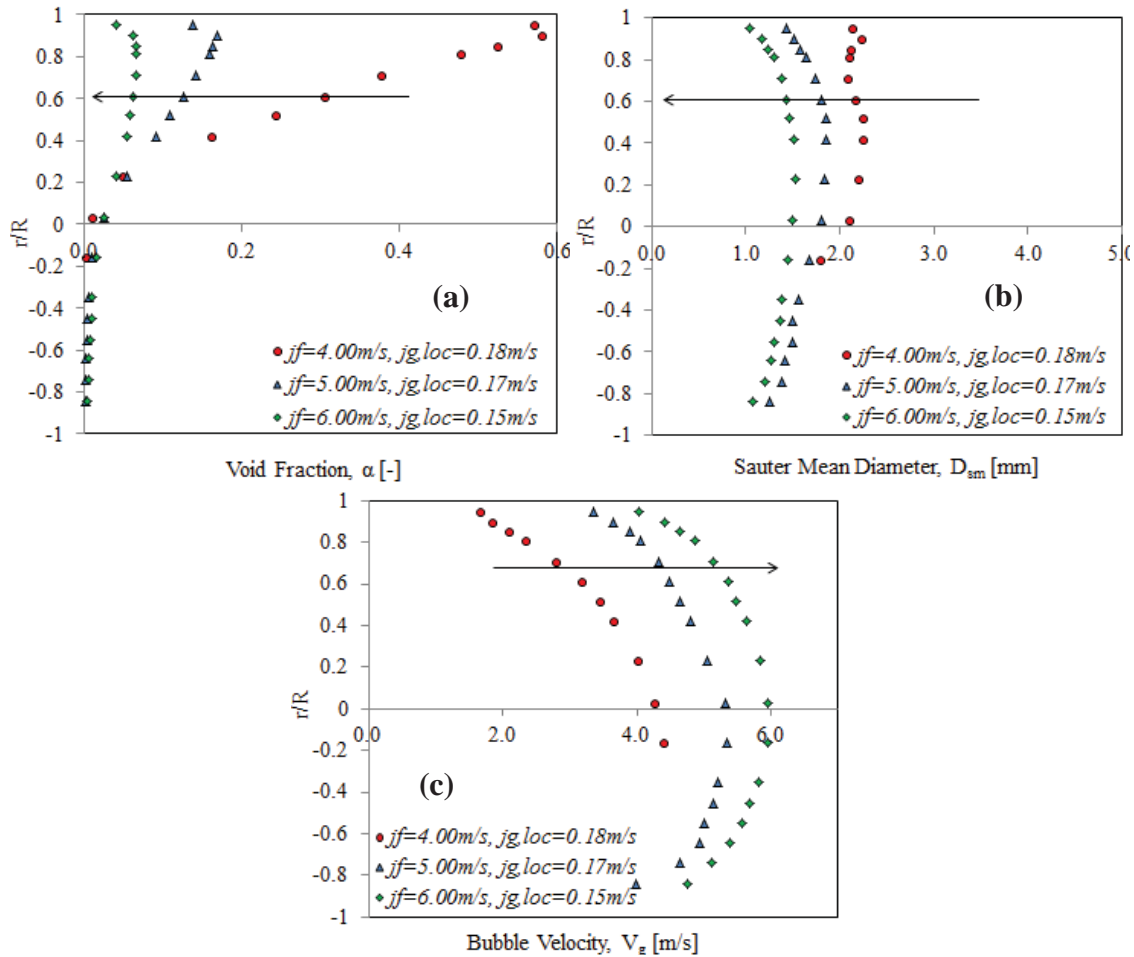 1
0.8
0.6
0.4
0.2
0
-0.2
-0.4
-0.6
-0.8
-1
r/R
0.0 0.2 0.4 0.6
(a)
jf=4.00m/s, jg,loc=0.18m/s
jf=5.00m/s, jg,loc=0.17m/s
jf=6.00m/s, jg,loc=0.15m/s
Void Fraction, α [-]
1
0.8
0.6
0.4
0.2
0
-0.2
-0.4
-0.6
-0.8
-1
r/R
0.0 1.0 2.0 3.0 4.0 5.0
(b)
jf=4.00m/s, jg,loc=0.18m/s
jf=5.00m/s, jg,loc=0.17m/s
jf=6.00m/s, jg,loc=0.15m/s
Sauter Mean Diameter, Dsm [mm]
1
0.8
0.6
0.4
0.2
0
-0.2
-0.4
-0.6
-0.8
-1
r/R
0.0 2.0 4.0 6.0
(c)
jf=4.00m/s, jg,loc=0.18m/s
jf=5.00m/s, jg,loc=0.17m/s
jf=6.00m/s, jg,loc=0.15m/s
Bubble Velocity, Vg [m/s]